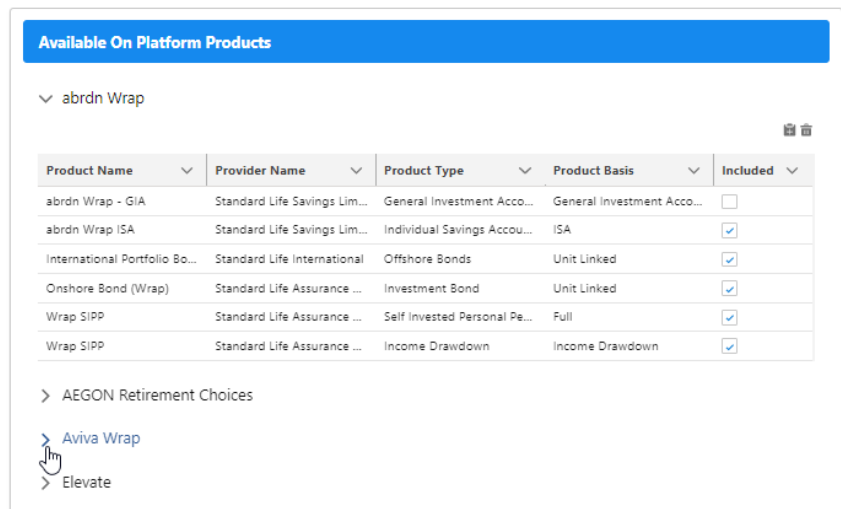 Available On Platform Products
abrdn Wrap
Product Name Provider Name Product Type Product Basis Included
abrdn Wrap - GIA Standard Life Savings Lim... General Investment Acco... General Investment Acco...
abrdn Wrap ISA Standard Life Savings Lim... Individual Savings Accou... ISA
International Portfolio Bo... Standard Life International Offshore Bonds Unit Linked
Onshore Bond (Wrap) Standard Life Assurance ... Investment Bond Unit Linked
Wrap SIPP Standard Life Assurance ... Self Invested Personal Pe... Full
Wrap SIPP Standard Life Assurance ... Income Drawdown Income Drawdown
AEGON Retirement Choices
Aviva Wrap
Elevate